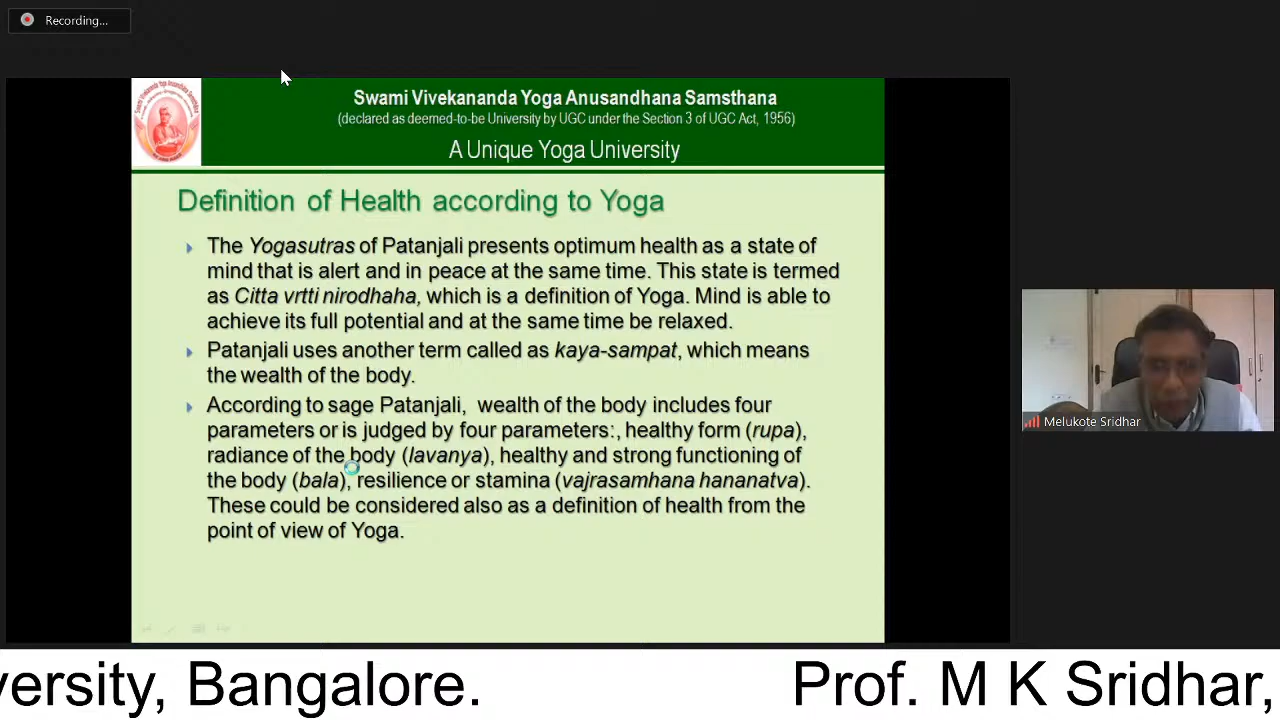 Recording...
Swami Vivekananda Yoga Anusandhana Samsthana
(declared as deemed-to-be University by UGC under the Section 3 of UGC Act, 1956)
A Unique Yoga University
Definition of Health according to Yoga
The Yogasutras of Patanjali presents optimum health as a state of
mind that is alert and in peace at the same time. This state is termed
as Citta vrtti nirodhaha, which is a definition of Yoga. Mind is able to
achieve its full potential and at the same time be relaxed.
Patanjali uses another term called as kaya-sampat, which means
the wealth of the body.
According to sage Patanjali, wealth of the body includes four
parameters or is judged by four parameters:, healthy form (rupa),
radiance of the body (lavanya), healthy and strong functioning of
the body (bala), resilience or stamina (vajrasamhana hananatva).
These could be considered also as a definition of health from the
point of view of Yoga.
Melukote Sridhar
versity, Bangalore. Prof. M K Sridhar,